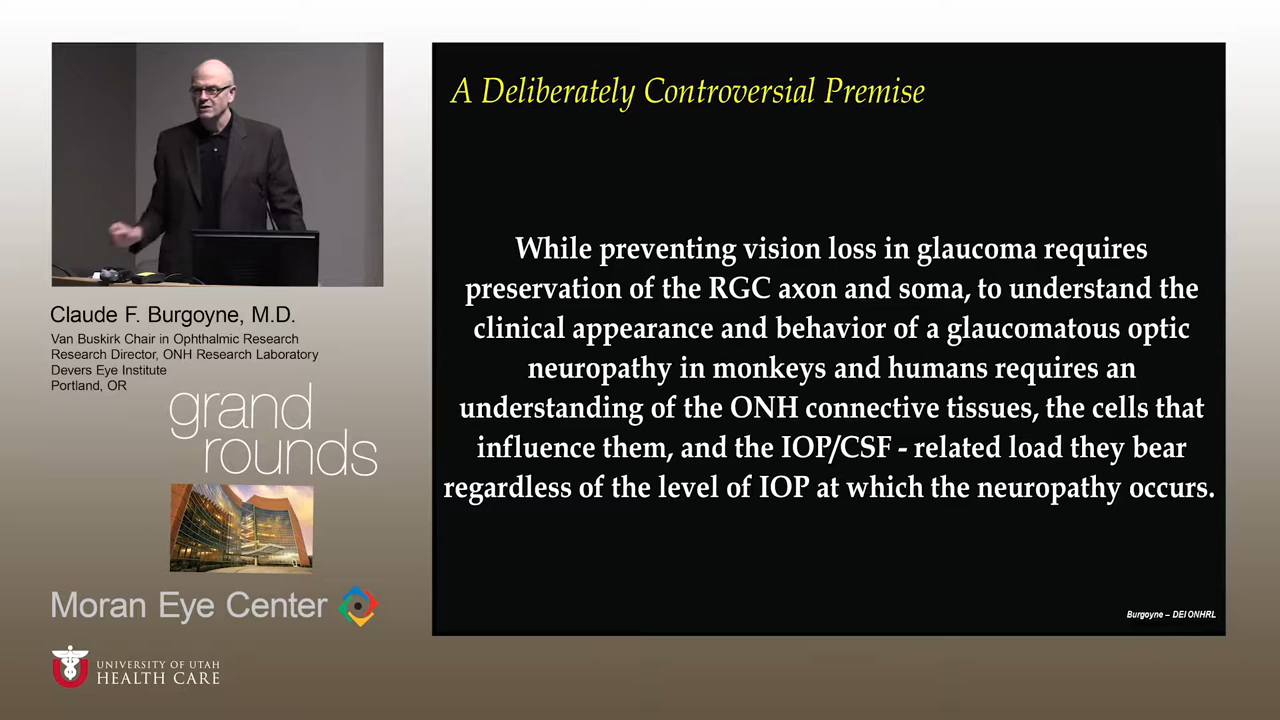 Claude F. Burgoyne, M.D.
Van Buskirk Chair in Ophthalmic Research
Research Director, ONH Research Laboratory
Devers Eye Institute
Portland, OR
grand
rounds
Moran Eye Center
UNIVERSITY OF UTAH
HEALTH CARE
A Deliberately Controversial Premise
While preventing vision loss in glaucoma requires
preservation of the RGC axon and soma, to understand the
clinical appearance and behavior of a glaucomatous optic
neuropathy in monkeys and humans requires an
understanding of the ONH connective tissues, the cells that
influence them, and the IOP/CSF - related load they bear
regardless of the level of IOP at which the neuropathy occurs.
Burgoyne – DEI ONHRL